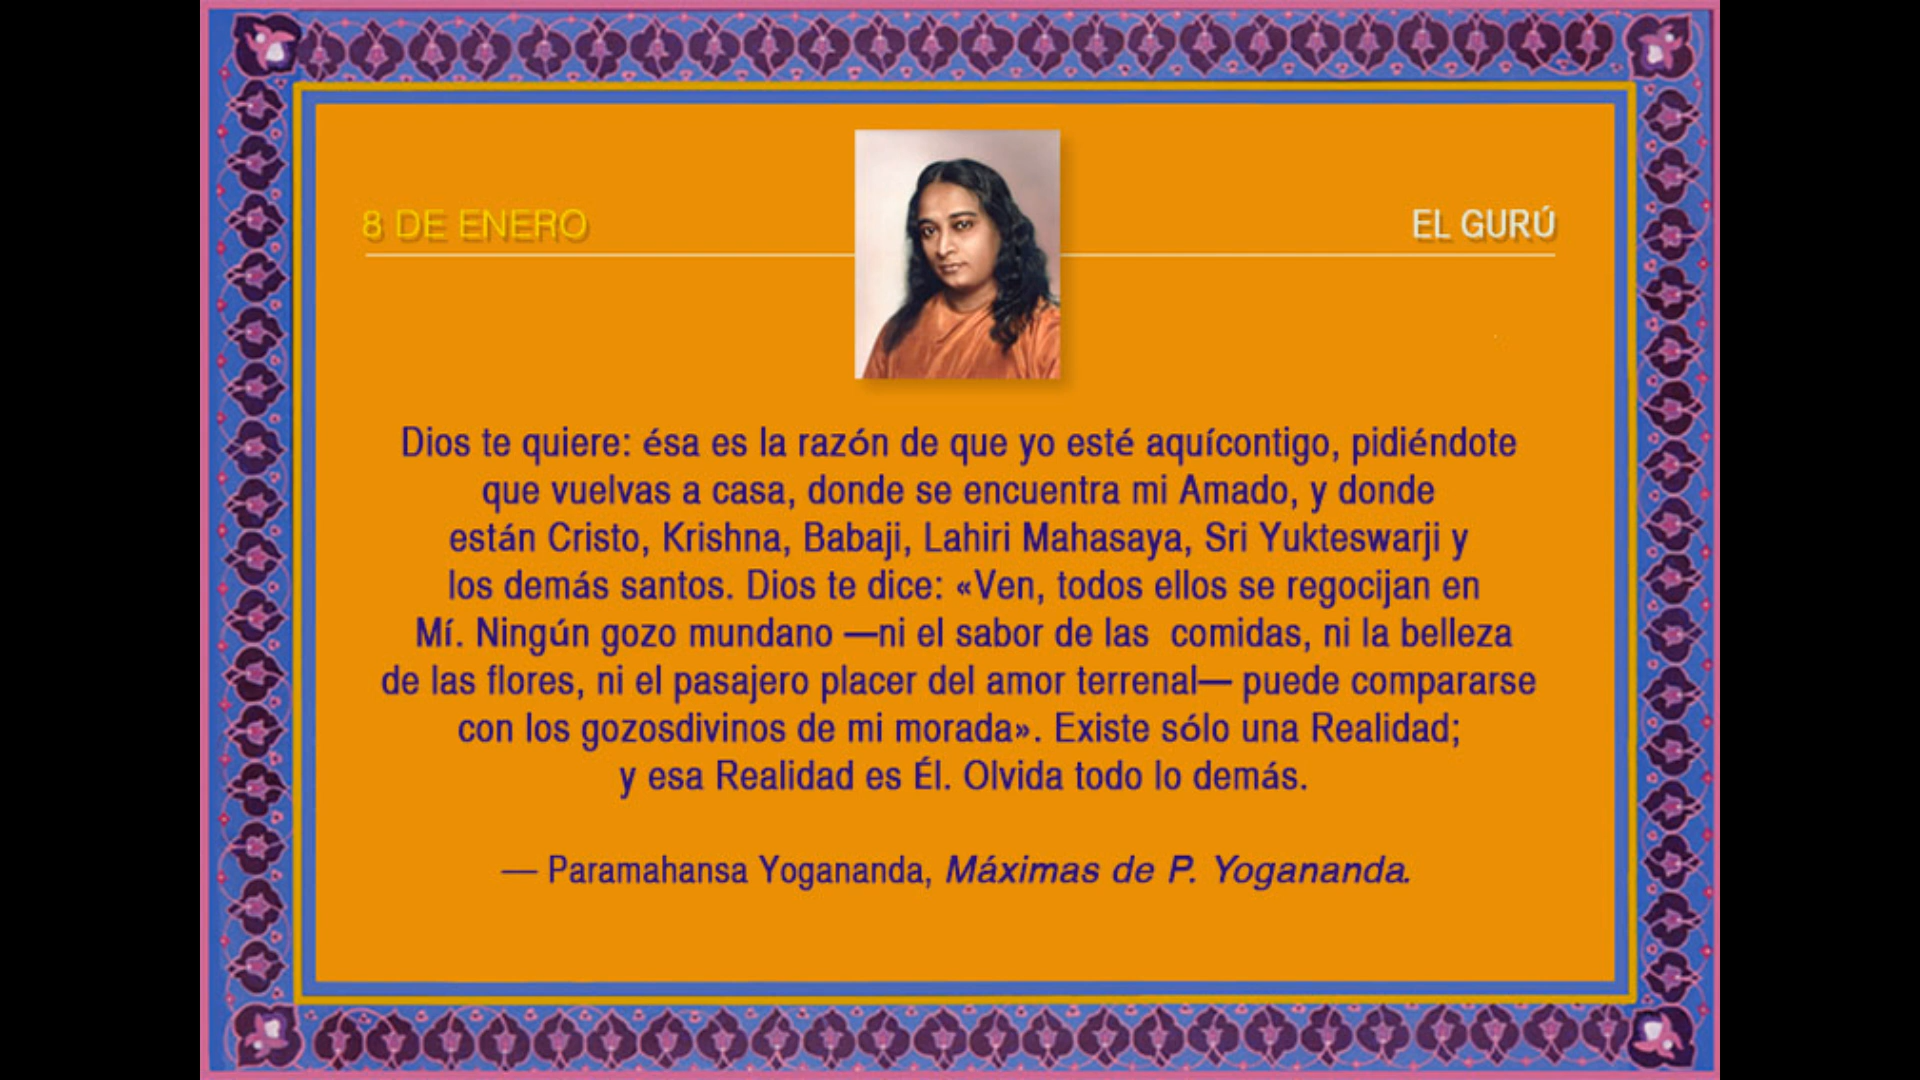 8 DE ENERO
EL GURÚ
Dios te quiere: ésa es la razón de que yo esté aquícontigo, pidiéndote
que vuelvas a casa, donde se encuentra mi Amado, y donde
están Cristo, Krishna, Babaji, Lahiri Mahasaya, Sri Yukteswarji y
los demás santos. Dios te dice: «Ven, todos ellos se regocijan en
Mí. Ningún gozo mundano —ni el sabor de las  comidas, ni la belleza
de las flores, ni el pasajero placer del amor terrenal— puede compararse
con los gozosdivinos de mi morada». Existe sólo una Realidad;
y esa Realidad es Él. Olvida todo lo demás.
— Paramahansa Yogananda, Máximas de P. Yogananda.